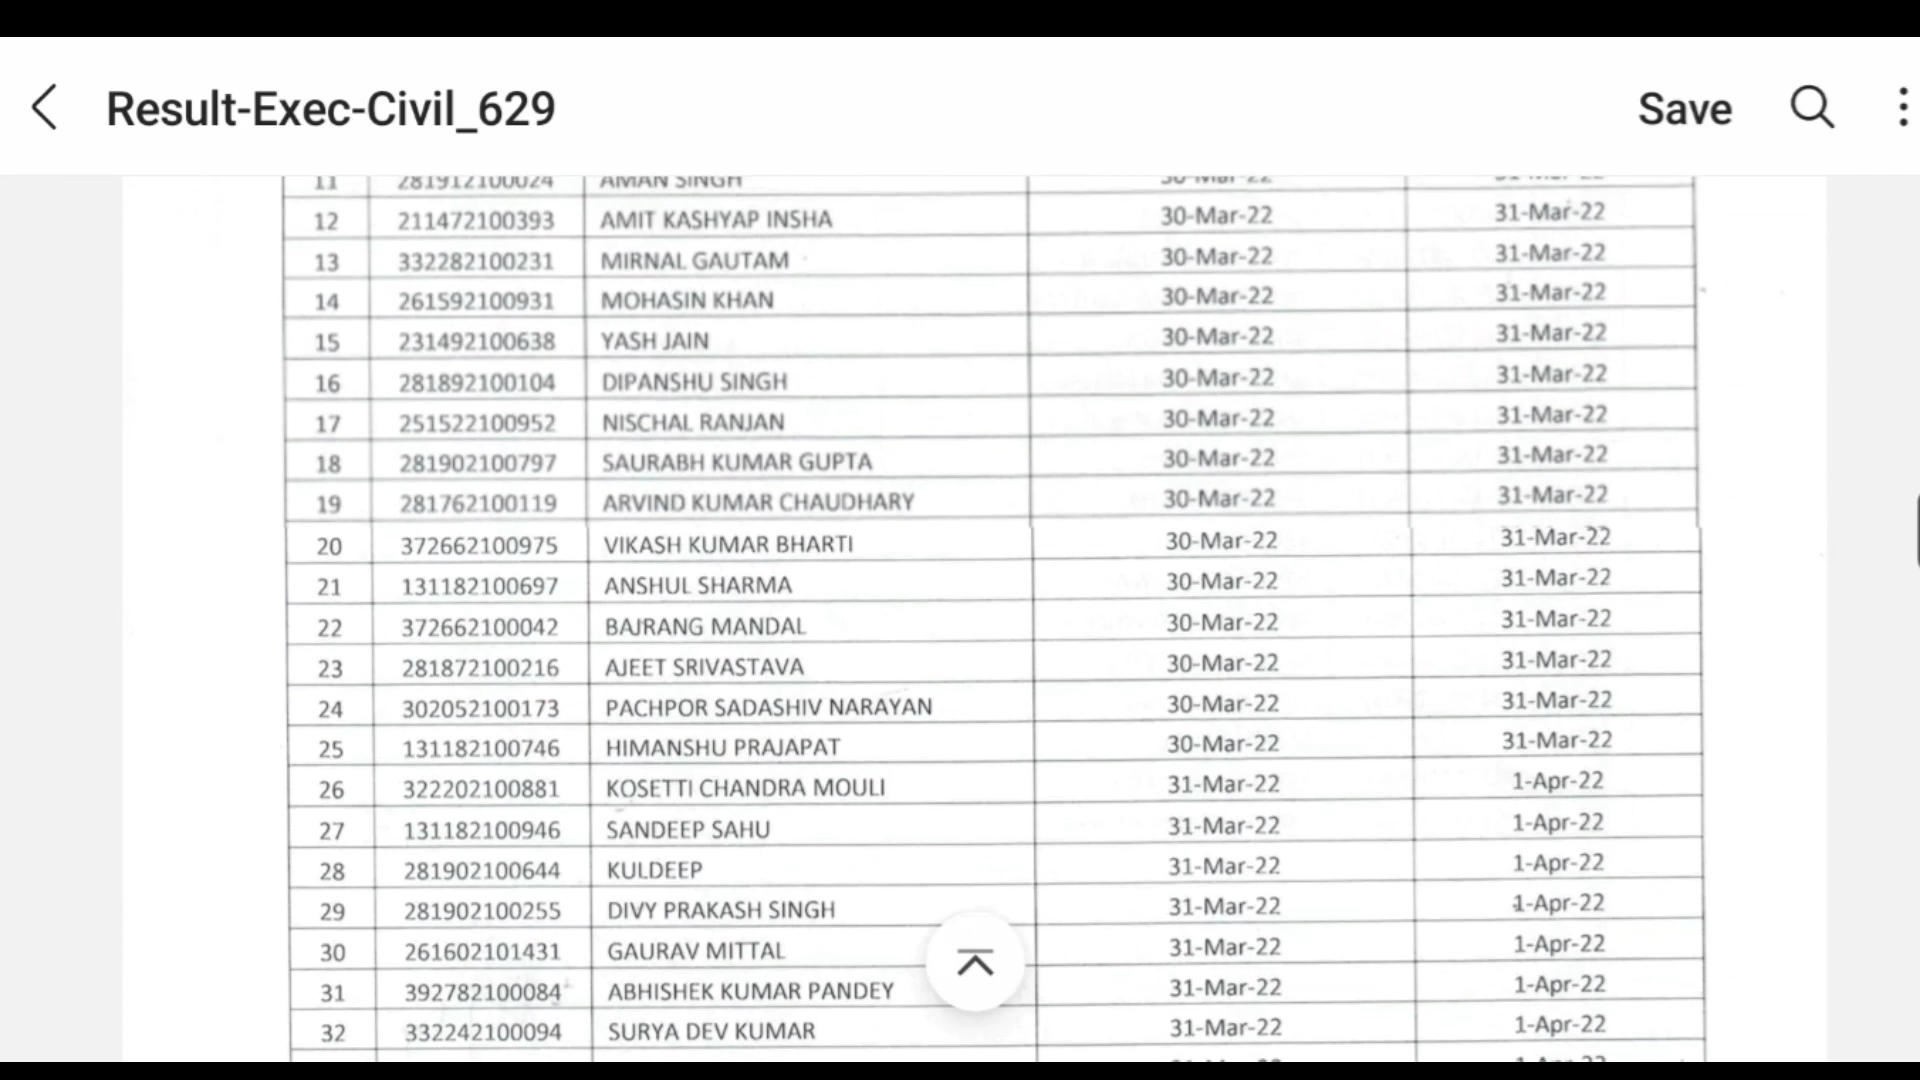 Result-Exec-Civil_629 Save
11 281912100024 AMAN SINGH 30-Mar-22 31-Mar-22
12 211472100393 AMIT KASHYAP INSHA 30-Mar-22 31-Mar-22
13 332282100231 MIRNAL GAUTAM 30-Mar-22 31-Mar-22
14 261592100931 MOHASIN KHAN 30-Mar-22 31-Mar-22
15 231492100638 YASH JAIN 30-Mar-22 31-Mar-22
16 281892100104 DIPANSHU SINGH 30-Mar-22 31-Mar-22
17 251522100952 NISCHAL RANJAN 30-Mar-22 31-Mar-22
18 281902100797 SAURABH KUMAR GUPTA 30-Mar-22 31-Mar-22
19 281762100119 ARVIND KUMAR CHAUDHARY 30-Mar-22 31-Mar-22
20 372662100975 VIKASH KUMAR BHARTI 30-Mar-22 31-Mar-22
21 131182100697 ANSHUL SHARMA 30-Mar-22 31-Mar-22
22 372662100042 BAJRANG MANDAL 30-Mar-22 31-Mar-22
23 281872100216 AJEET SRIVASTAVA 30-Mar-22 31-Mar-22
24 302052100173 PACHPOR SADASHIV NARAYAN 30-Mar-22 31-Mar-22
25 131182100746 HIMANSHU PRAJAPAT 30-Mar-22 31-Mar-22
26 322202100881 KOSETTI CHANDRA MOULI 31-Mar-22 1-Apr-22
27 131182100946 SANDEEP SAHU 31-Mar-22 1-Apr-22
28 281902100644 KULDEEP 31-Mar-22 1-Apr-22
29 281902100255 DIVY PRAKASH SINGH 31-Mar-22 1-Apr-22
30 261602101431 GAURAV MITTAL 31-Mar-22 1-Apr-22
31 392782100084 ABHISHEK KUMAR PANDEY 31-Mar-22 1-Apr-22
32 332242100094 SURYA DEV KUMAR 31-Mar-22 1-Apr-22